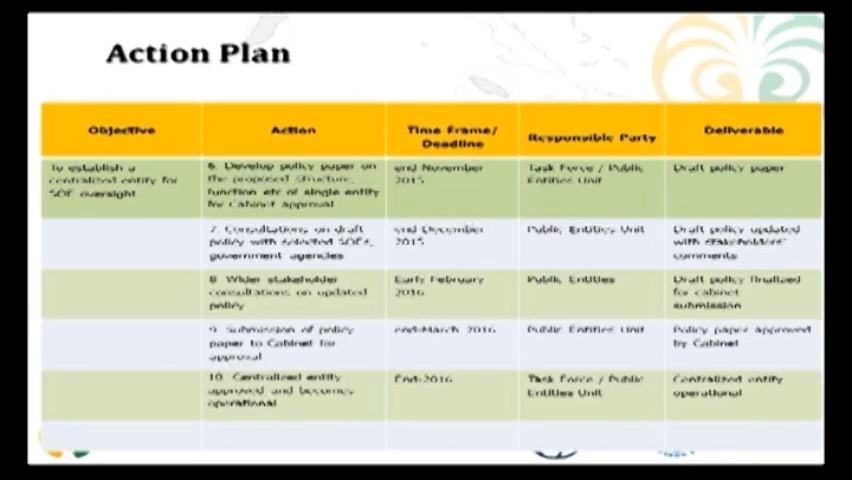 Action Plan
Objective
Action
Time Frame/
Deadline
Responsible Party
Deliverable
To establish a
centralized entity for
SOE oversight
6. Develop policy paper on
the proposed structure,
function etc of single entity
for Cabinet approval
end November
2015
Task Force / Public
Entities Unit
Draft policy paper
7. Consultations on draft
policy with selected SOEs,
government agencies
end December
2015
Public Entities Unit
Draft policy updated
with stakeholders'
comments
8. Wider stakeholder
consultations on updated
policy
Early February
2016
Public Entities
Draft policy finalized
for cabinet
submission
9. Submission of policy
paper to Cabinet for
approval
end-March 2016
Public Entities Unit
Policy paper approved
by Cabinet
10. Centralized entity
approved and becomes
operational
End-2016
Task Force / Public
Entities Unit
Centralized entity
operational